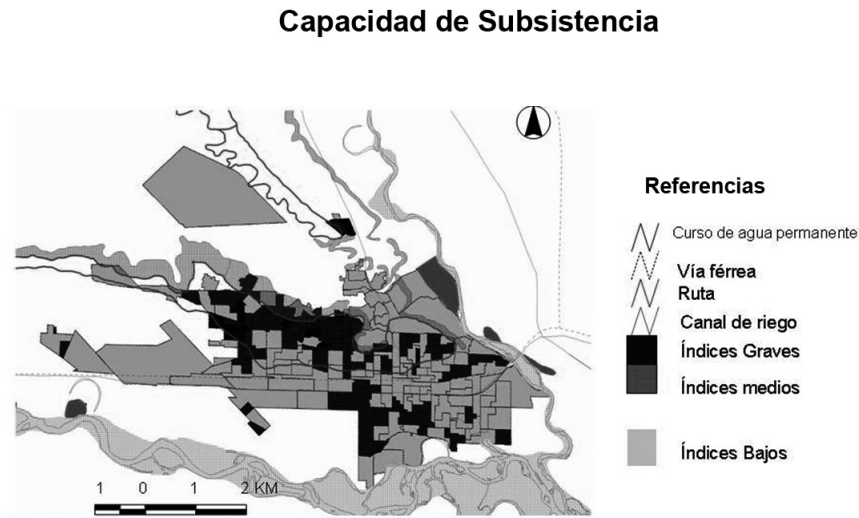 Capacidad de Subsistencia
Referencias
Curso de agua permanente
Vía férrea
Ruta
Canal de riego
Índices Graves
Índices medios
Índices Bajos
1 0 1 2 KM